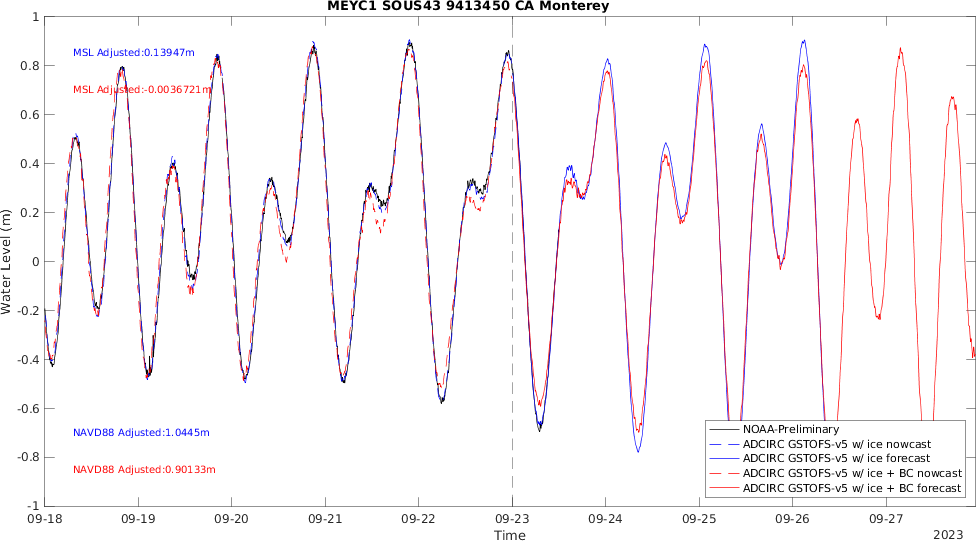 MEYC1 SOUS43 9413450 CA Monterey
1
0.8
0.6
0.4
0.2
0
-0.2
-0.4
-0.6
-0.8
-1
Water Level (m)
MSL Adjusted:0.13947m
MSL Adjusted:-0.0036721m
NAVD88 Adjusted:1.0445m
NAVD88 Adjusted:0.90133m
NOAA-Preliminary
ADCIRC GSTOFS-v5 w/ ice nowcast
ADCIRC GSTOFS-v5 w/ ice forecast
ADCIRC GSTOFS-v5 w/ ice + BC nowcast
ADCIRC GSTOFS-v5 w/ ice + BC forecast
09-18 09-19 09-20 09-21 09-22 09-23 09-24 09-25 09-26 09-27
Time
2023